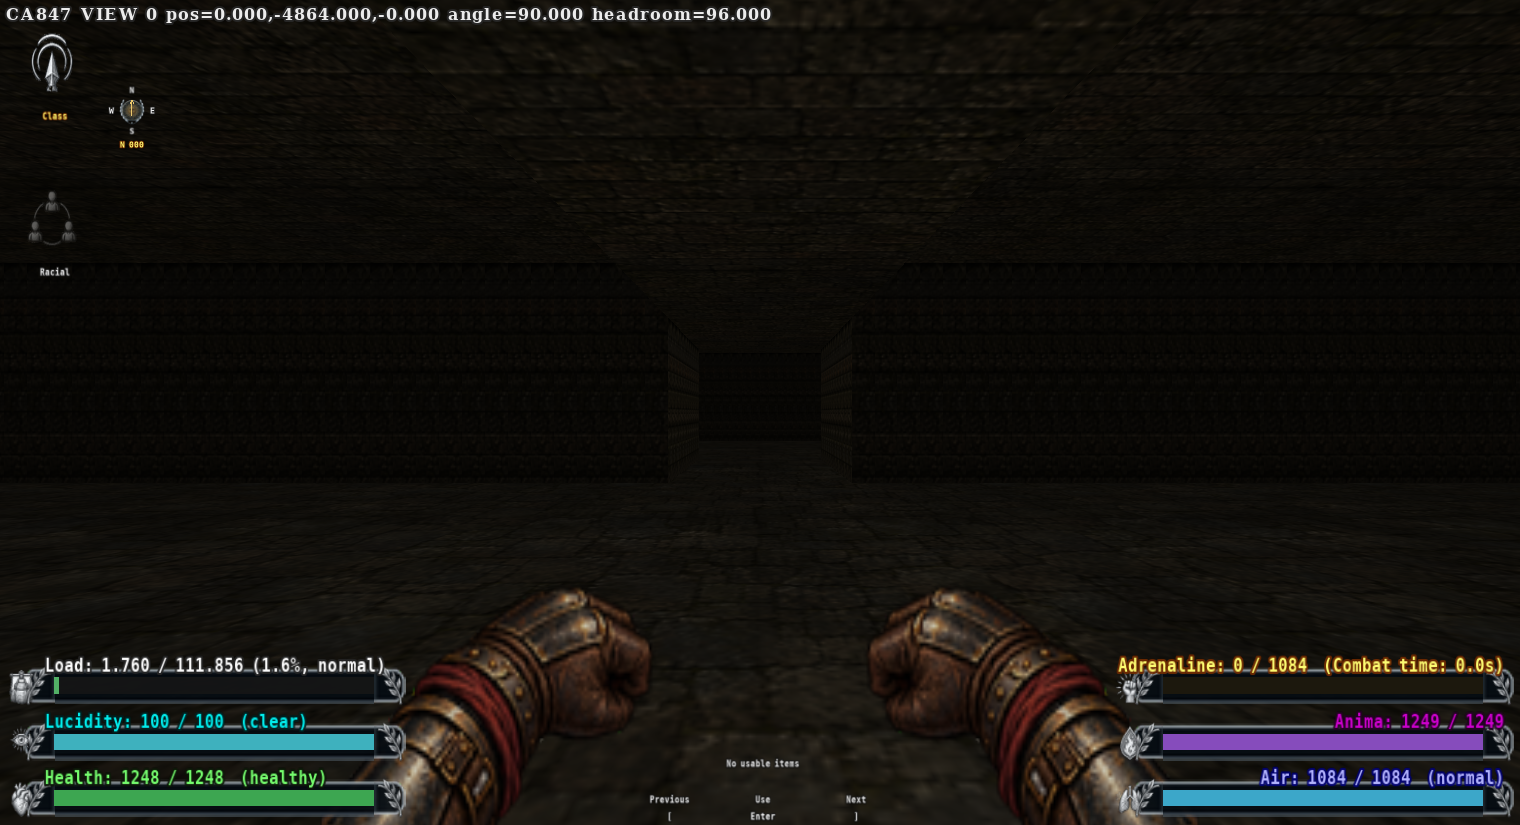 CA847 VIEW 0 pos=0.000,-4864.000,-0.000 angle=90.000 headroom=96.000
Class
N
W E
S
N 000
Racial
Load: 1.760 / 111.856 (1.6%, normal)
Lucidity: 100 / 100 (clear)
Health: 1248 / 1248 (healthy)
Adrenaline: 0 / 1084 (Combat time: 0.0s)
Anima: 1249 / 1249
Air: 1084 / 1084 (normal)
No usable items
Previous Use Next
[ Enter ]